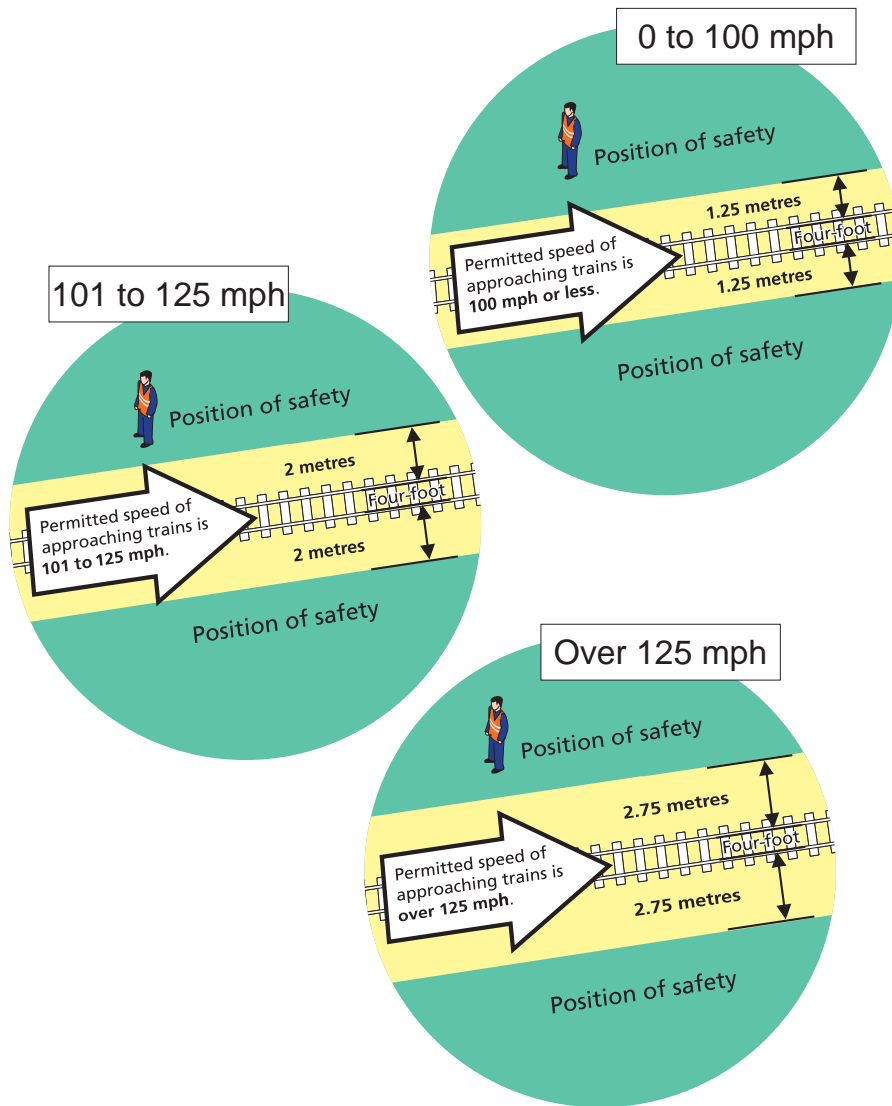 0 to 100 mph
Position of safety
1.25 metres
Four-foot
Permitted speed of
approaching trains is
100 mph or less.
1.25 metres
Position of safety
101 to 125 mph
Position of safety
2 metres
Four-foot
Permitted speed of
approaching trains is
101 to 125 mph.
2 metres
Position of safety
Over 125 mph
Position of safety
2.75 metres
Four-foot
Permitted speed of
approaching trains is
over 125 mph.
2.75 metres
Position of safety